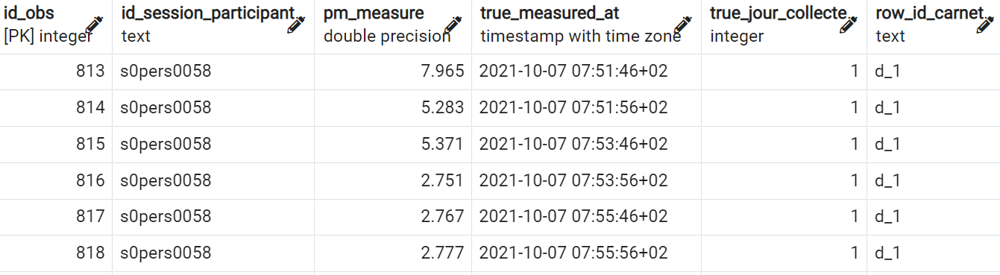 id_obs id_session_participant pm_measure true_measured_at true_jour_collecte row_id_carnet
[PK] integer text double precision timestamp with time zone integer text
813 s0pers0058 7.965 2021-10-07 07:51:46+02 1 d_1
814 s0pers0058 5.283 2021-10-07 07:51:56+02 1 d_1
815 s0pers0058 5.371 2021-10-07 07:53:46+02 1 d_1
816 s0pers0058 2.751 2021-10-07 07:53:56+02 1 d_1
817 s0pers0058 2.767 2021-10-07 07:55:46+02 1 d_1
818 s0pers0058 2.777 2021-10-07 07:55:56+02 1 d_1